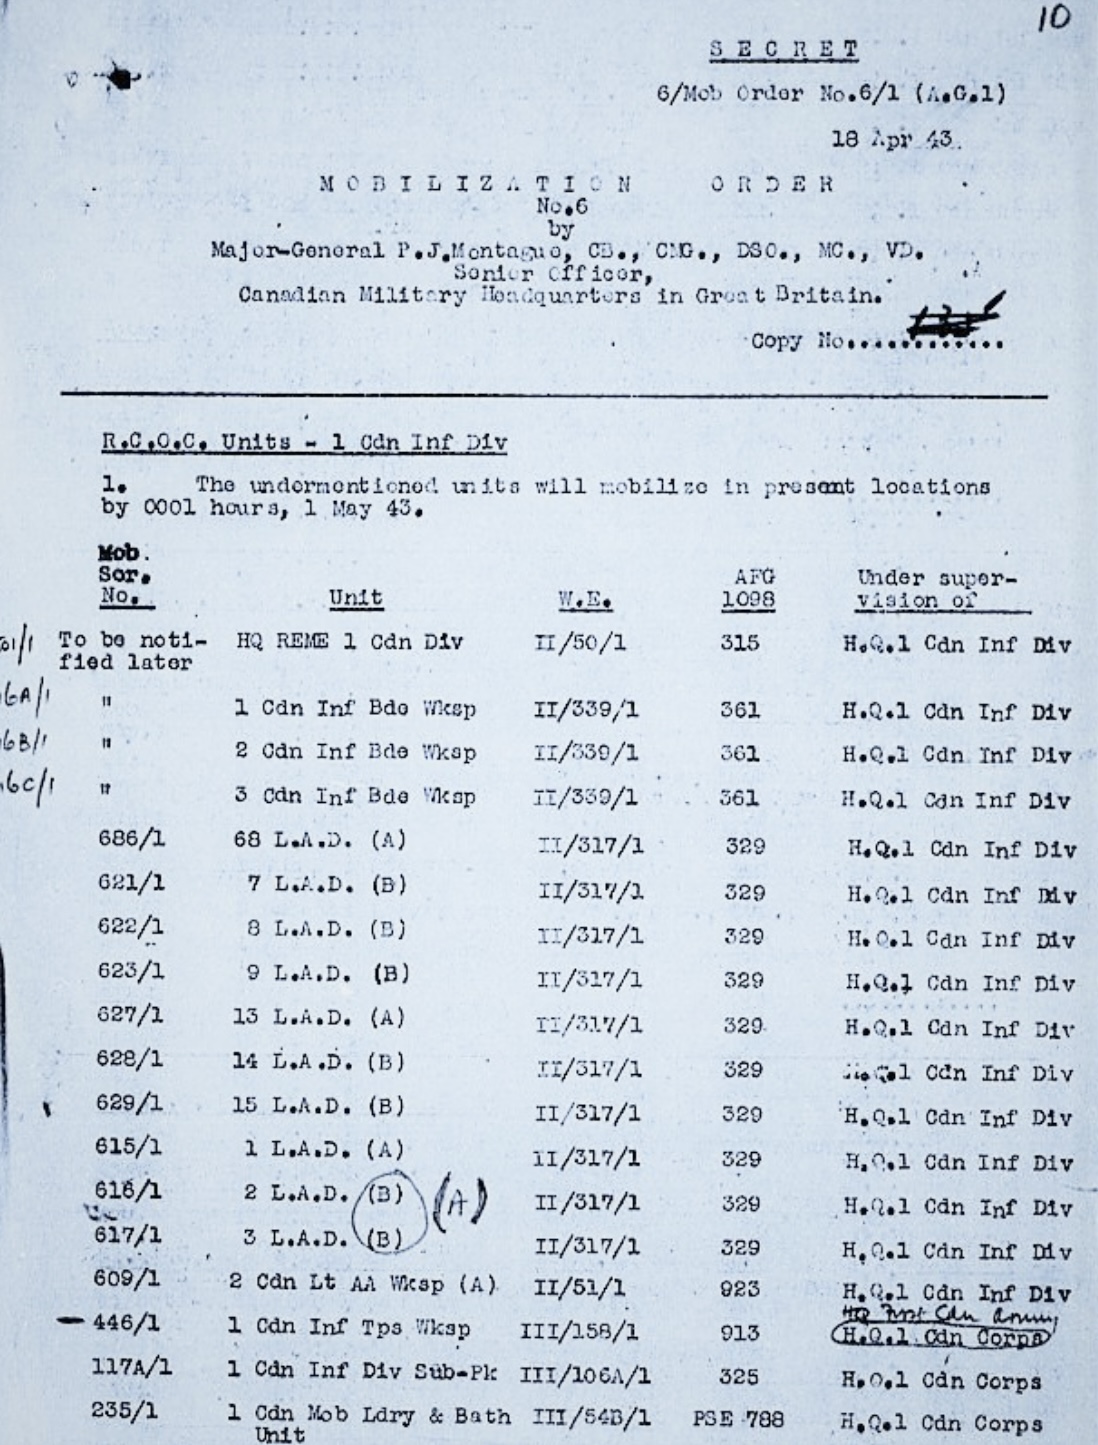 10
SECRET
6/Mob Order No.6/1 (A.G.1)
18 Apr 43.
MOBILIZATION ORDER
No.6
by
Major-General P.J.Montague, CB., CMG., DSO., MC., VD.
Senior Officer,
Canadian Military Headquarters in Great Britain.
Copy No.............
R.C.O.C. Units - 1 Cdn Inf Div
1. The undermentioned units will mobilize in present locations
by 0001 hours, 1 May 43.
Mob.
Ser. AFG Under super-
No. Unit W.E. 1098 vision of
To be noti- HQ REME 1 Cdn Div II/50/1 315 H.Q.1 Cdn Inf Div
fied later
6A/1 " 1 Cdn Inf Bde Wksp II/339/1 361 H.Q.1 Cdn Inf Div
6B/1 " 2 Cdn Inf Bde Wksp II/339/1 361 H.Q.1 Cdn Inf Div
6C/1 " 3 Cdn Inf Bde Wksp II/339/1 361 H.Q.1 Cdn Inf Div
686/1 68 L.A.D. (A) II/317/1 329 H.Q.1 Cdn Inf Div
621/1 7 L.A.D. (B) II/317/1 329 H.Q.1 Cdn Inf Div
622/1 8 L.A.D. (B) II/317/1 329 H.Q.1 Cdn Inf Div
623/1 9 L.A.D. (B) II/317/1 329 H.Q.1 Cdn Inf Div
627/1 13 L.A.D. (A) II/317/1 329 H.Q.1 Cdn Inf Div
628/1 14 L.A.D. (B) II/317/1 329 H.Q.1 Cdn Inf Div
629/1 15 L.A.D. (B) II/317/1 329 H.Q.1 Cdn Inf Div
615/1 1 L.A.D. (A) II/317/1 329 H.Q.1 Cdn Inf Div
616/1 2 L.A.D. (B) (A) II/317/1 329 H.Q.1 Cdn Inf Div
617/1 3 L.A.D. (B) II/317/1 329 H.Q.1 Cdn Inf Div
609/1 2 Cdn Lt AA Wksp (A) II/51/1 923 H.Q.1 Cdn Inf Div
HQ First Cdn Army
446/1 1 Cdn Inf Tps Wksp III/158/1 913 H.Q.1 Cdn Corps
117A/1 1 Cdn Inf Div Sub-Pk III/106A/1 325 H.Q.1 Cdn Corps
235/1 1 Cdn Mob Ldry & Bath III/54B/1 PSE 788 H.Q.1 Cdn Corps
Unit